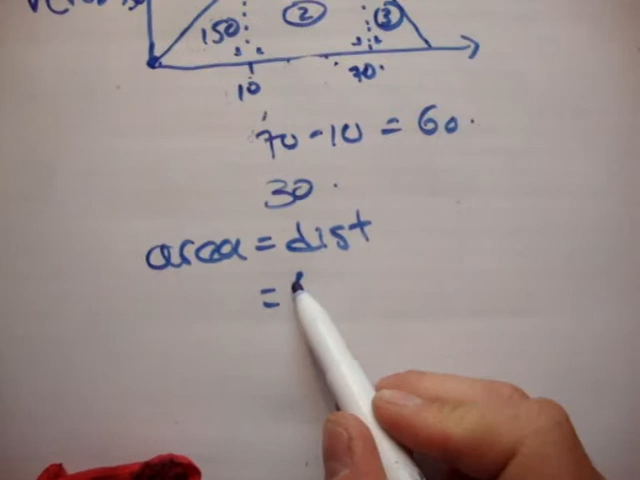 150 2 3
10 70
70 - 10 = 60
30
area = dist
=